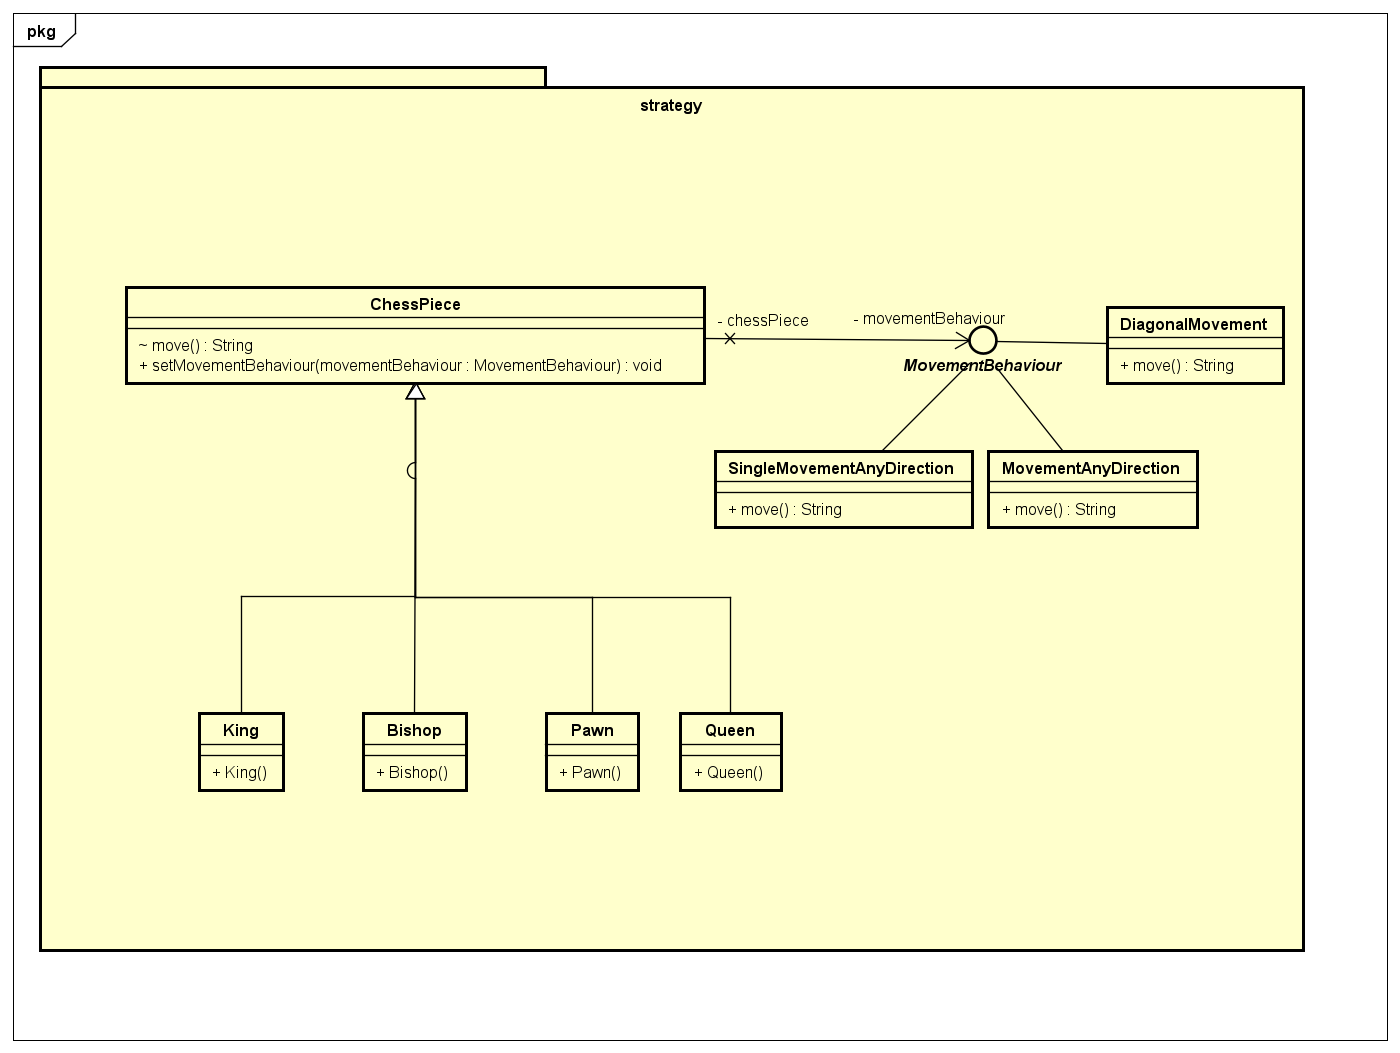 pkg
strategy
ChessPiece
~ move() : String
+ setMovementBehaviour(movementBehaviour : MovementBehaviour) : void
- chessPiece
- movementBehaviour
MovementBehaviour
DiagonalMovement
+ move() : String
SingleMovementAnyDirection
+ move() : String
MovementAnyDirection
+ move() : String
King
+ King()
Bishop
+ Bishop()
Pawn
+ Pawn()
Queen
+ Queen()